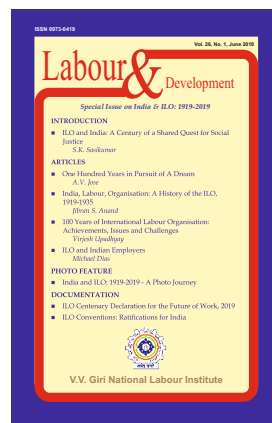 ISSN 0973-0419
Vol. 26, No. 1, June 2019
Labour & Development
Special Issue on India & ILO: 1919-2019
INTRODUCTION
■ ILO and India: A Century of a Shared Quest for Social
Justice
S.K. Sasikumar
ARTICLES
■ One Hundred Years in Pursuit of A Dream
A.V. Jose
■ India, Labour, Organisation: A History of the ILO,
1919-1935
Jibran S. Anand
■ 100 Years of International Labour Organisation:
Achievements, Issues and Challenges
Virjesh Upadhyay
■ ILO and Indian Employers
Michael Dias
PHOTO FEATURE
■ India and ILO: 1919-2019 - A Photo Journey
DOCUMENTATION
■ ILO Centenary Declaration for the Future of Work, 2019
■ ILO Conventions: Ratifications for India
श्रमेव जयते
V.V. Giri National Labour Institute